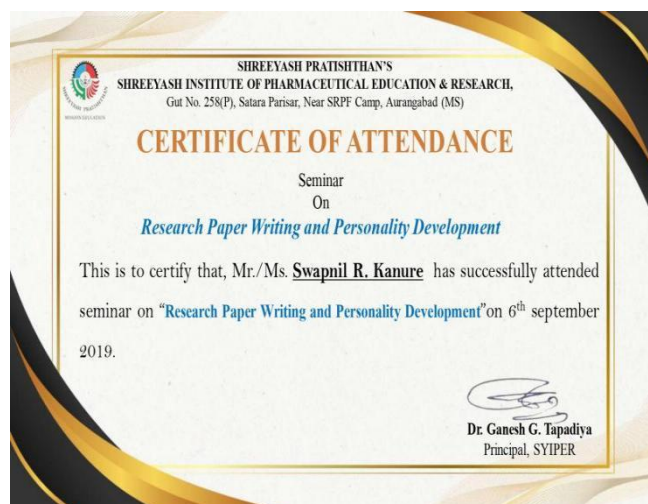 SHREEYASH PRATISHTHAN'S
SHREEYASH INSTITUTE OF PHARMACEUTICAL EDUCATION & RESEARCH,
Gut No. 258(P), Satara Parisar, Near SRPF Camp, Aurangabad (MS)
CERTIFICATE OF ATTENDANCE
Seminar
On
Research Paper Writing and Personality Development
This is to certify that, Mr./Ms. Swapnil R. Kanure has successfully attended
seminar on “Research Paper Writing and Personality Development”on 6th september
2019.
Dr. Ganesh G. Tapadiya
Principal, SYIPER